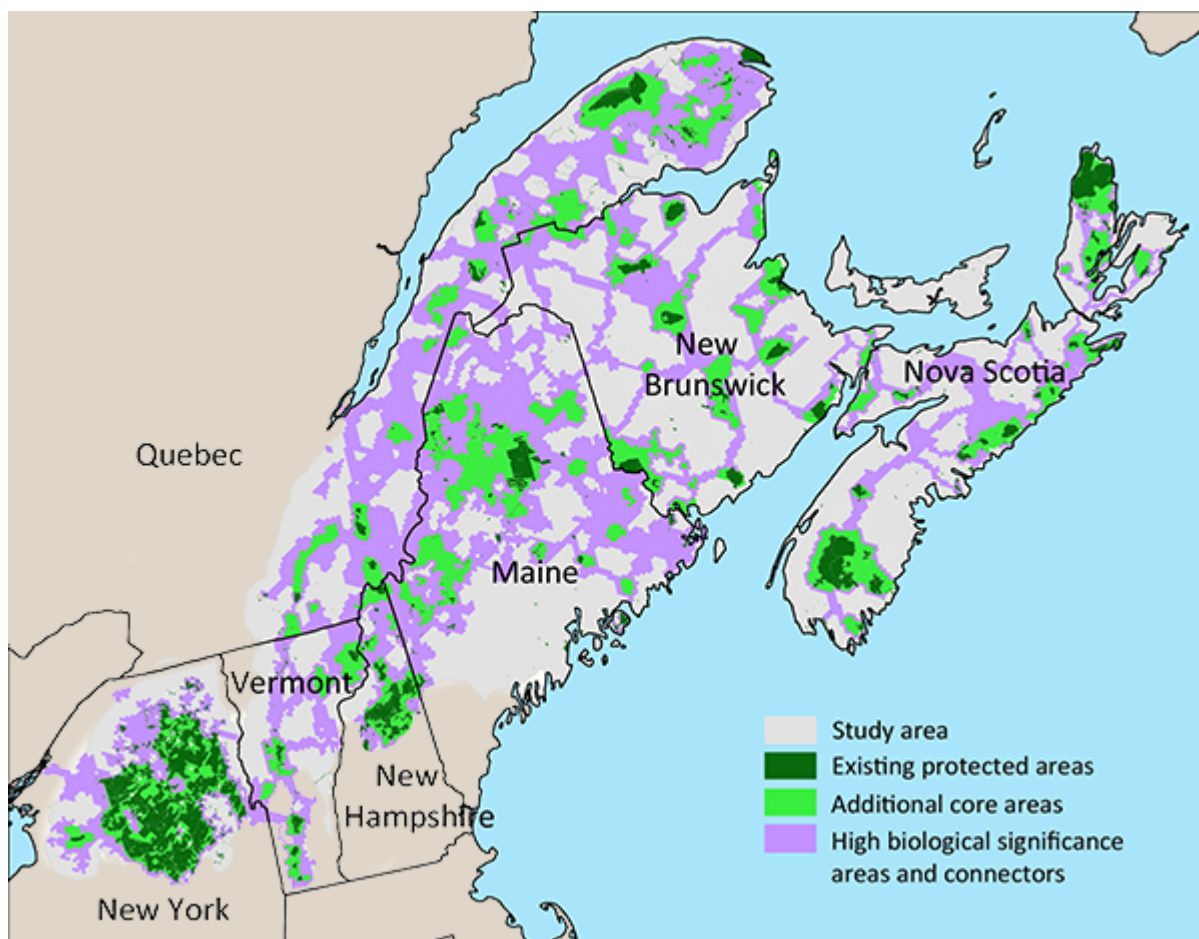 New
Brunswick
Nova Scotia
Quebec
Maine
Vermont
New
Hampshire
New York
Study area
Existing protected areas
Additional core areas
High biological significance
areas and connectors